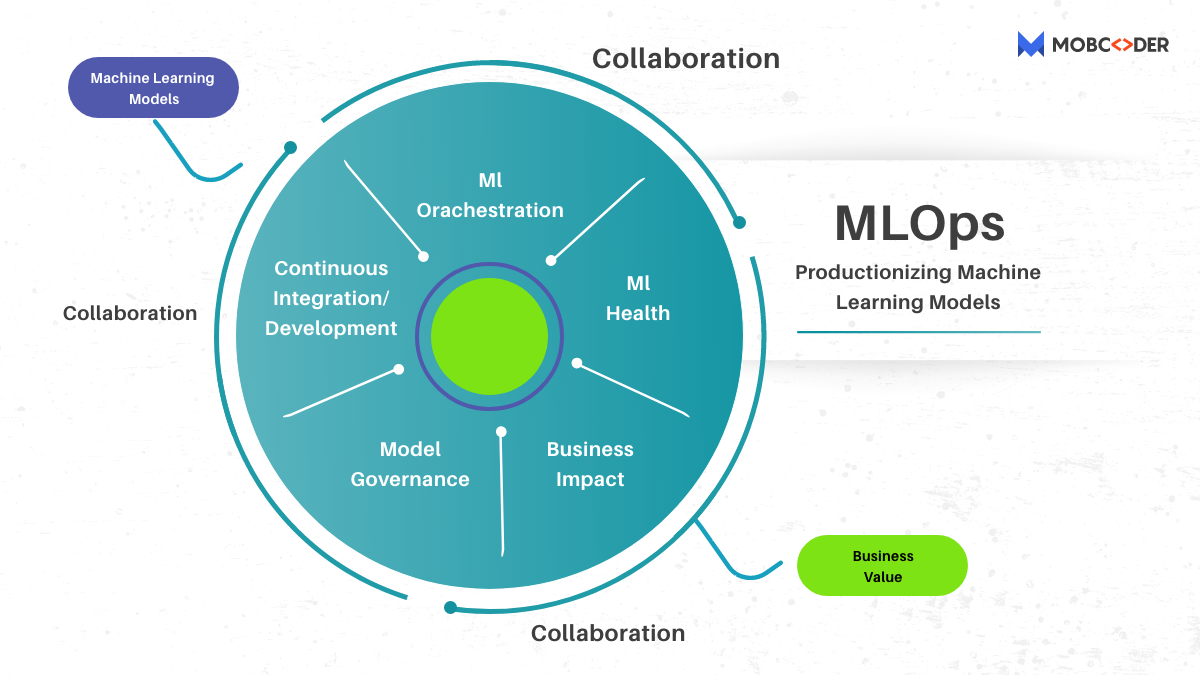 Collaboration
MOBC<>DER
Machine Learning
Models
Ml
Orachestration
MLOps
Productionizing Machine
Learning Models
Continuous
Integration/
Development
Ml
Health
Collaboration
Model
Governance
Business
Impact
Business
Value
Collaboration